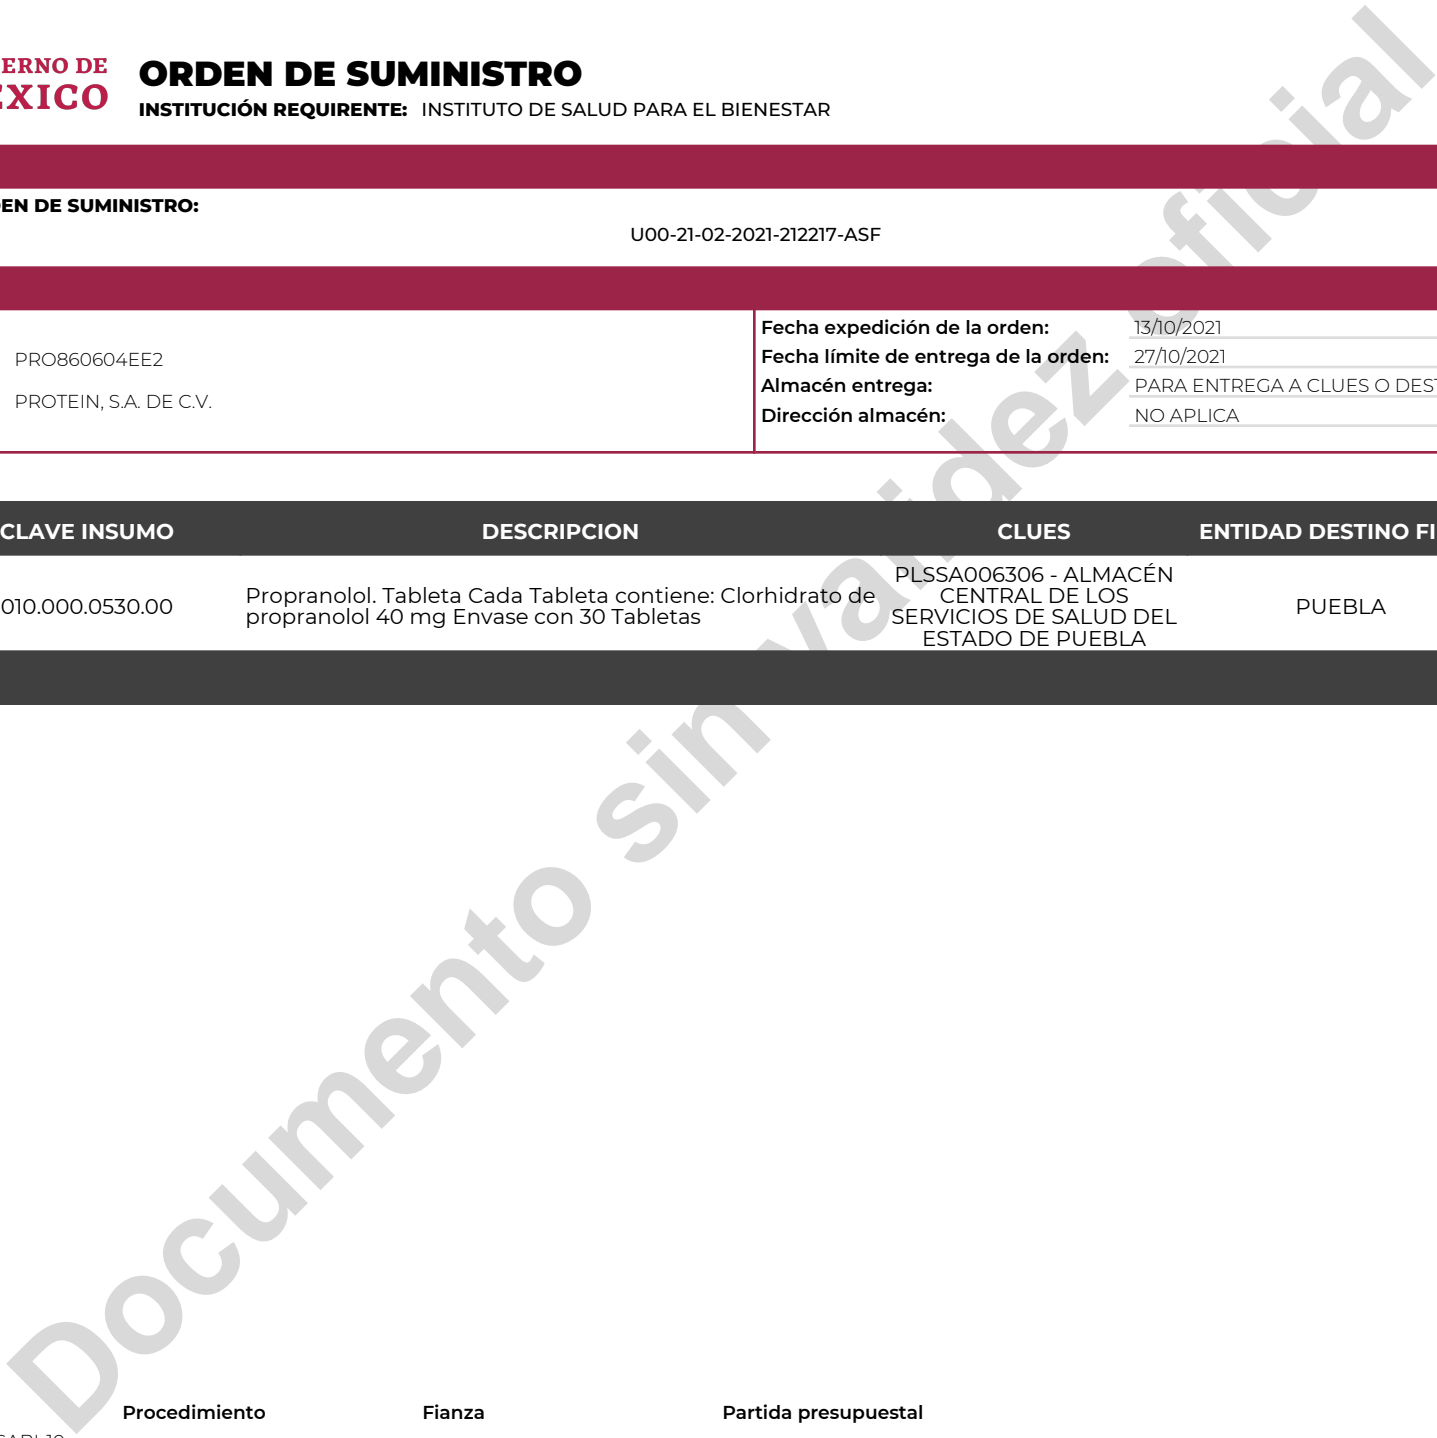 ERNO DE
ÉXICO
ORDEN DE SUMINISTRO
INSTITUCIÓN REQUIRENTE: INSTITUTO DE SALUD PARA EL BIENESTAR
EN DE SUMINISTRO:
U00-21-02-2021-212217-ASF
PRO860604EE2
PROTEIN, S.A. DE C.V.
Fecha expedición de la orden: 13/10/2021
Fecha límite de entrega de la orden: 27/10/2021
Almacén entrega: PARA ENTREGA A CLUES O DEST
Dirección almacén: NO APLICA
CLAVE INSUMO DESCRIPCION CLUES ENTIDAD DESTINO FI
010.000.0530.00
Propranolol. Tableta Cada Tableta contiene: Clorhidrato de
propranolol 40 mg Envase con 30 Tabletas
PLSSA006306 - ALMACÉN
CENTRAL DE LOS
SERVICIOS DE SALUD DEL
ESTADO DE PUEBLA
PUEBLA
Procedimiento Fianza Partida presupuestal
Documento sin validez oficial